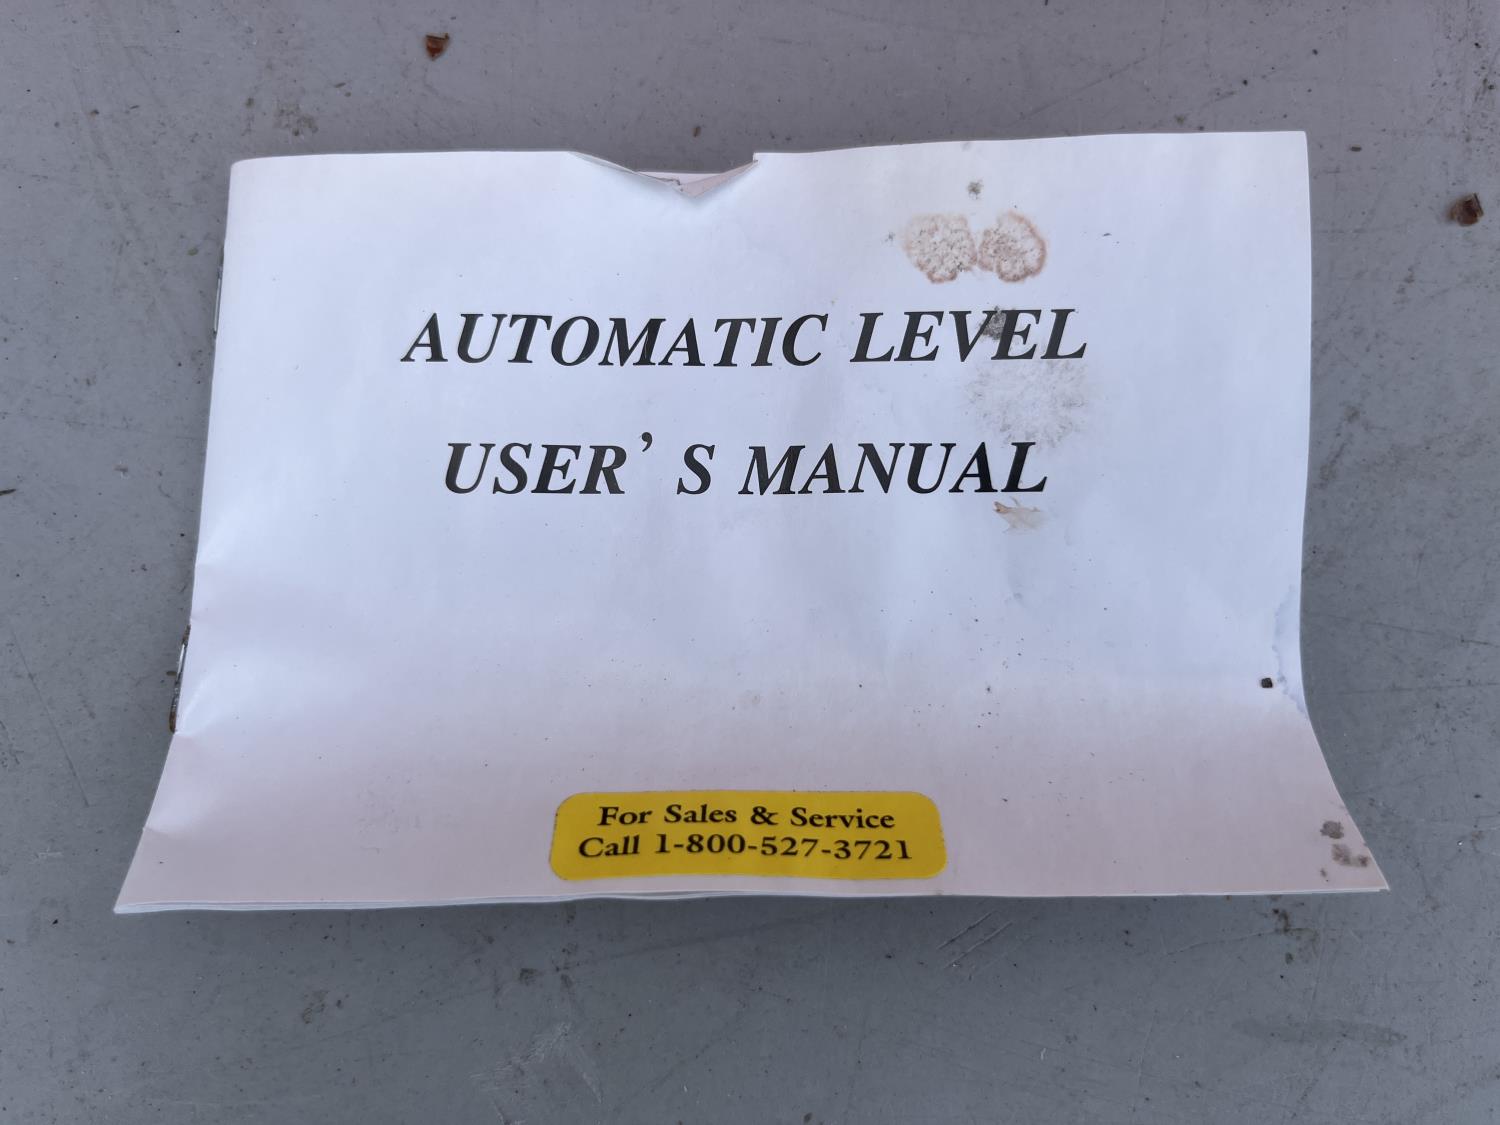 AUTOMATIC LEVEL
USER'S MANUAL
For Sales & Service
Call 1-800-527-3721